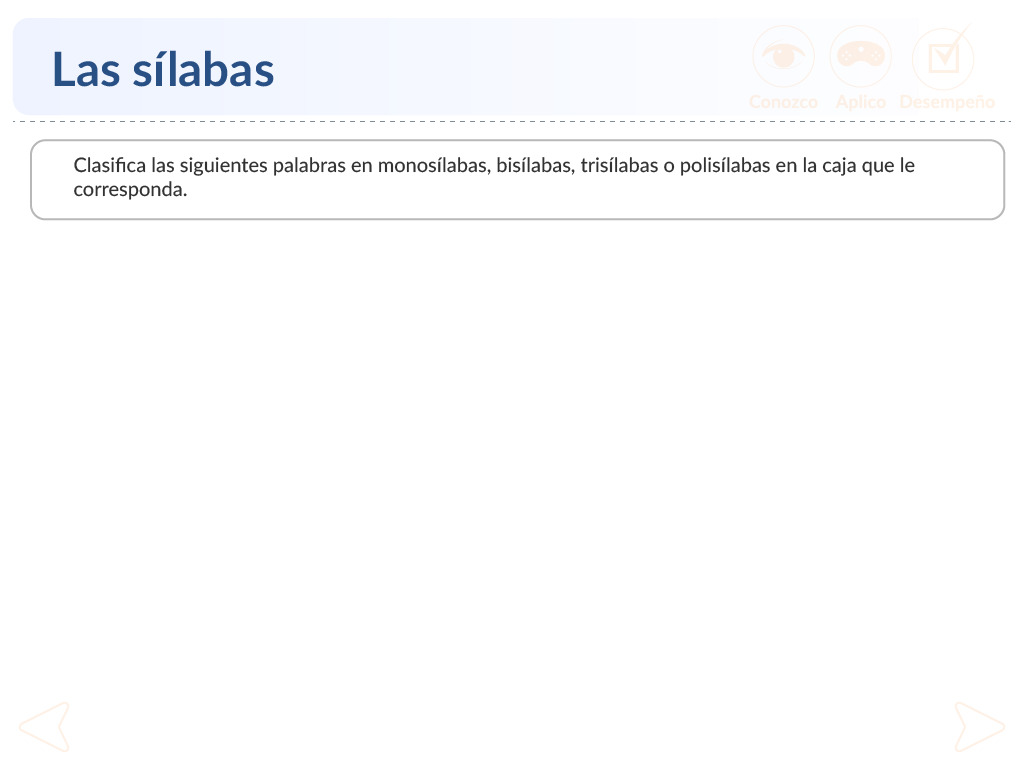 Las sílabas
Conozco Aplico Desempeño
Clasifica las siguientes palabras en monosílabas, bisílabas, trisílabas o polisílabas en la caja que le
corresponda.